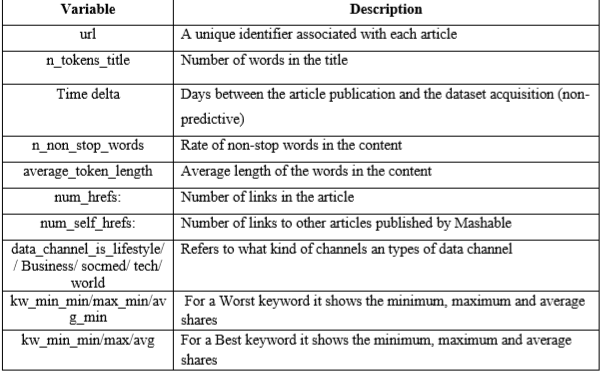 Variable Description
url A unique identifier associated with each article
n_tokens_title Number of words in the title
Time delta Days between the article publication and the dataset acquisition (non-
predictive)
n_non_stop_words Rate of non-stop words in the content
average_token_length Average length of the words in the content
num_hrefs: Number of links in the article
num_self_hrefs: Number of links to other articles published by Mashable
data_channel_is_lifestyle/ Refers to what kind of channels an types of data channel
/ Business/ socmed/ tech/
world
kw_min_min/max_min/av For a Worst keyword it shows the minimum, maximum and average
g_min shares
kw_min_min/max/avg For a Best keyword it shows the minimum, maximum and average
shares